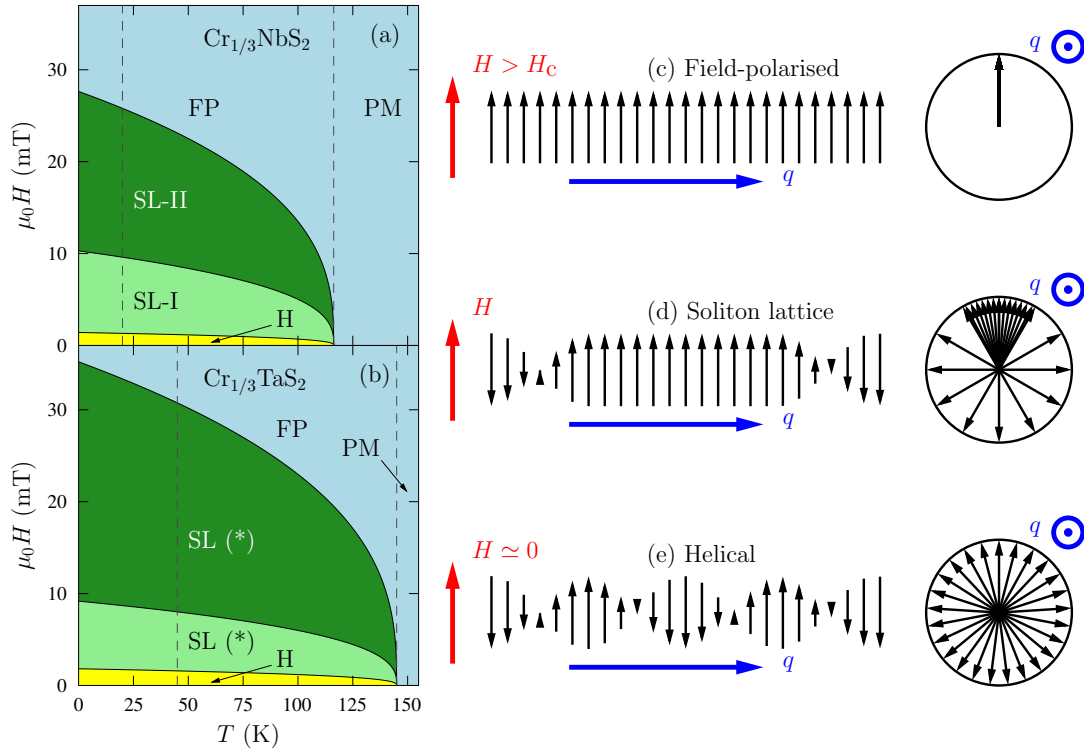 Cr1/3NbS2
(a)
FP
PM
SL-II
SL-I
H
30
20
10
0
μ0H (mT)
Cr1/3TaS2
(b)
FP
PM
SL (*)
SL (*)
H
30
20
10
0
μ0H (mT)
0 25 50 75 100 125 150
T (K)
H > Hc
(c) Field-polarised
q
q
H
(d) Soliton lattice
q
q
H ≃ 0
(e) Helical
q
q